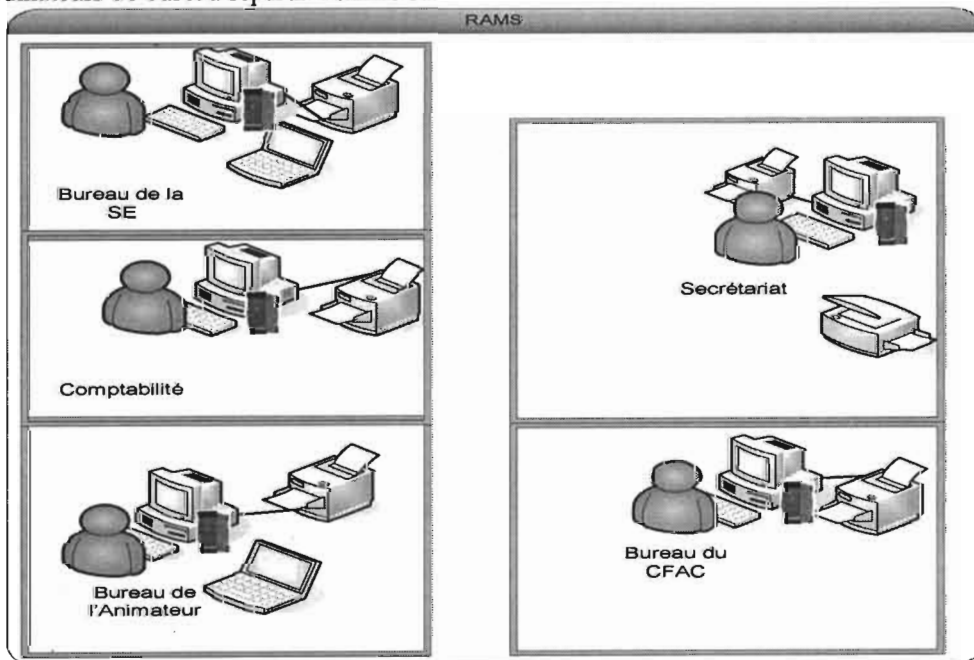 RAMS
Bureau de la
SE
Comptabilité
Bureau de
l'Animateur
Secrétariat
Bureau du
CFAC